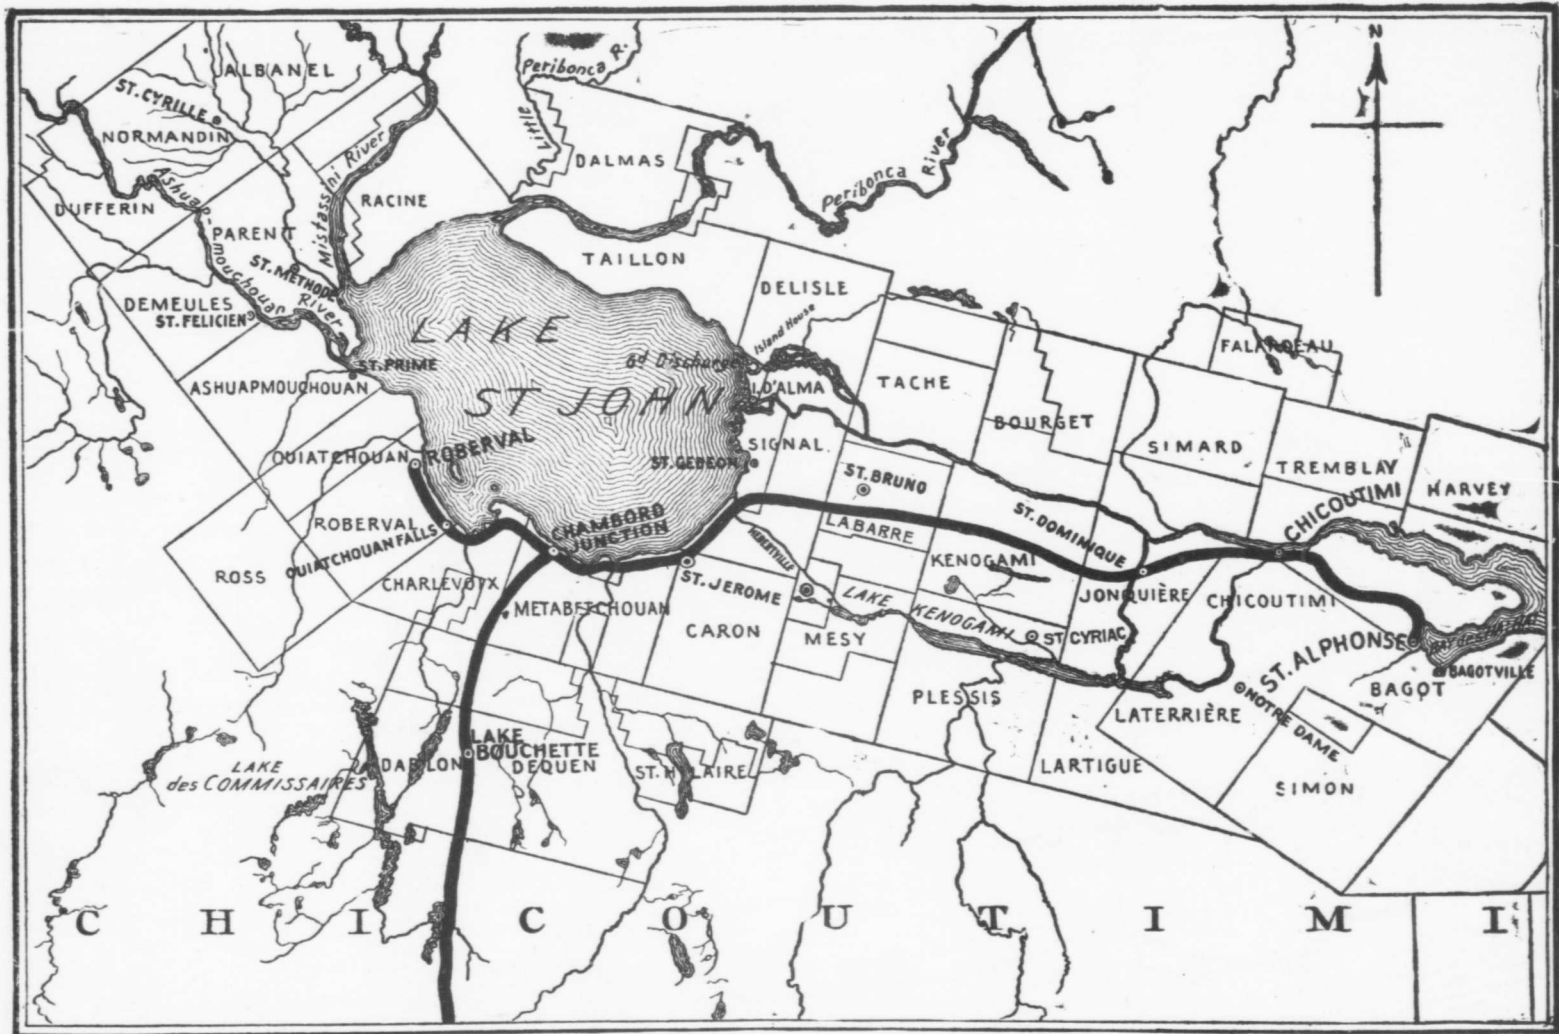 N
Peribonca R.
Little
ALBANEL
ST. CYRILLE
NORMANDIN
Mistassini River
DALMAS
Peribonca River
DUFFERIN
Ashuap-
mouchouan
River
RACINE
PARENT
ST. METHODE
TAILLON
DELISLE
DEMEULES
ST. FELICIEN
LAKE
ST JOHN
Island House
Gd Discharge
FALARDEAU
ST. PRIME
ASHUAPMOUCHOUAN
I. D'ALMA
TACHE
BOURGET
SIMARD
SIGNAL
TREMBLAY
HARVEY
OUIATCHOUAN
ROBERVAL
ST. GEDEON
ST. BRUNO
CHICOUTIMI
ROBERVAL
OUIATCHOUAN FALLS
CHAMBORD
JUNCTION
ST. DOMINIQUE
LABARRE
HEBERTVILLE
KENOGAMI
ROSS
CHARLEVOIX
METABETCHOUAN
ST. JEROME
LAKE KENOGAMI
JONQUIÈRE
CHICOUTIMI
CARON
MESY
ST CYRIAC
ST. ALPHONSE
BAGOTVILLE
BAGOT
PLESSIS
LATERRIÈRE
NOTRE DAME
LAKE
BOUCHETTE
LAKE
des COMMISSAIRES
DABLON
DEQUEN
ST. HILAIRE
LARTIGUE
SIMON
CHICOUTIMI